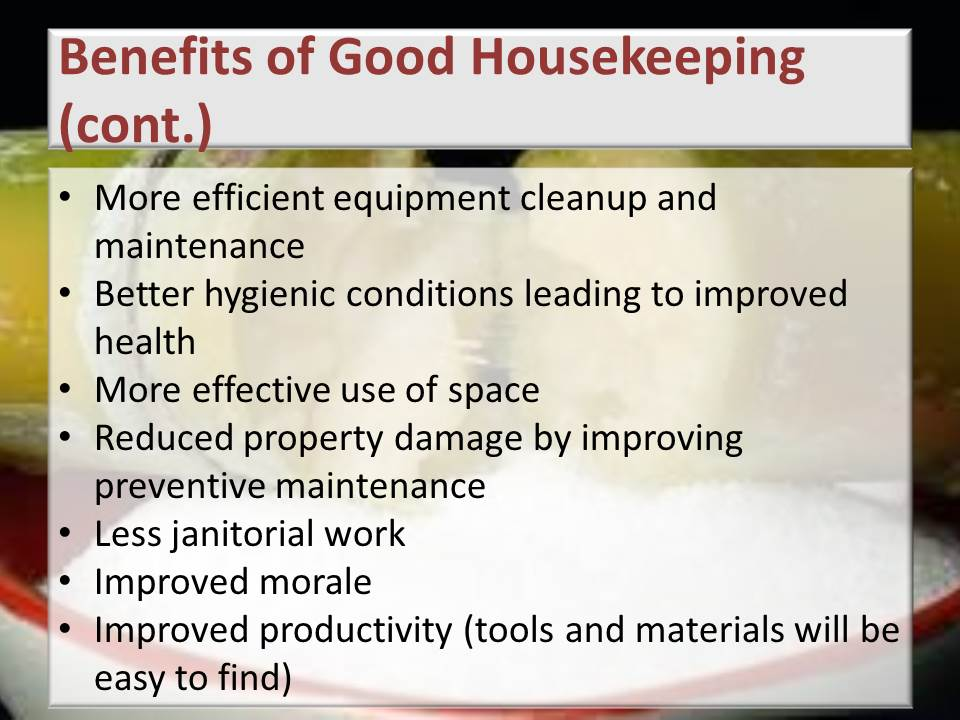 Benefits of Good Housekeeping
(cont.)
• More efficient equipment cleanup and
maintenance
• Better hygienic conditions leading to improved
health
• More effective use of space
• Reduced property damage by improving
preventive maintenance
• Less janitorial work
• Improved morale
• Improved productivity (tools and materials will be
easy to find)